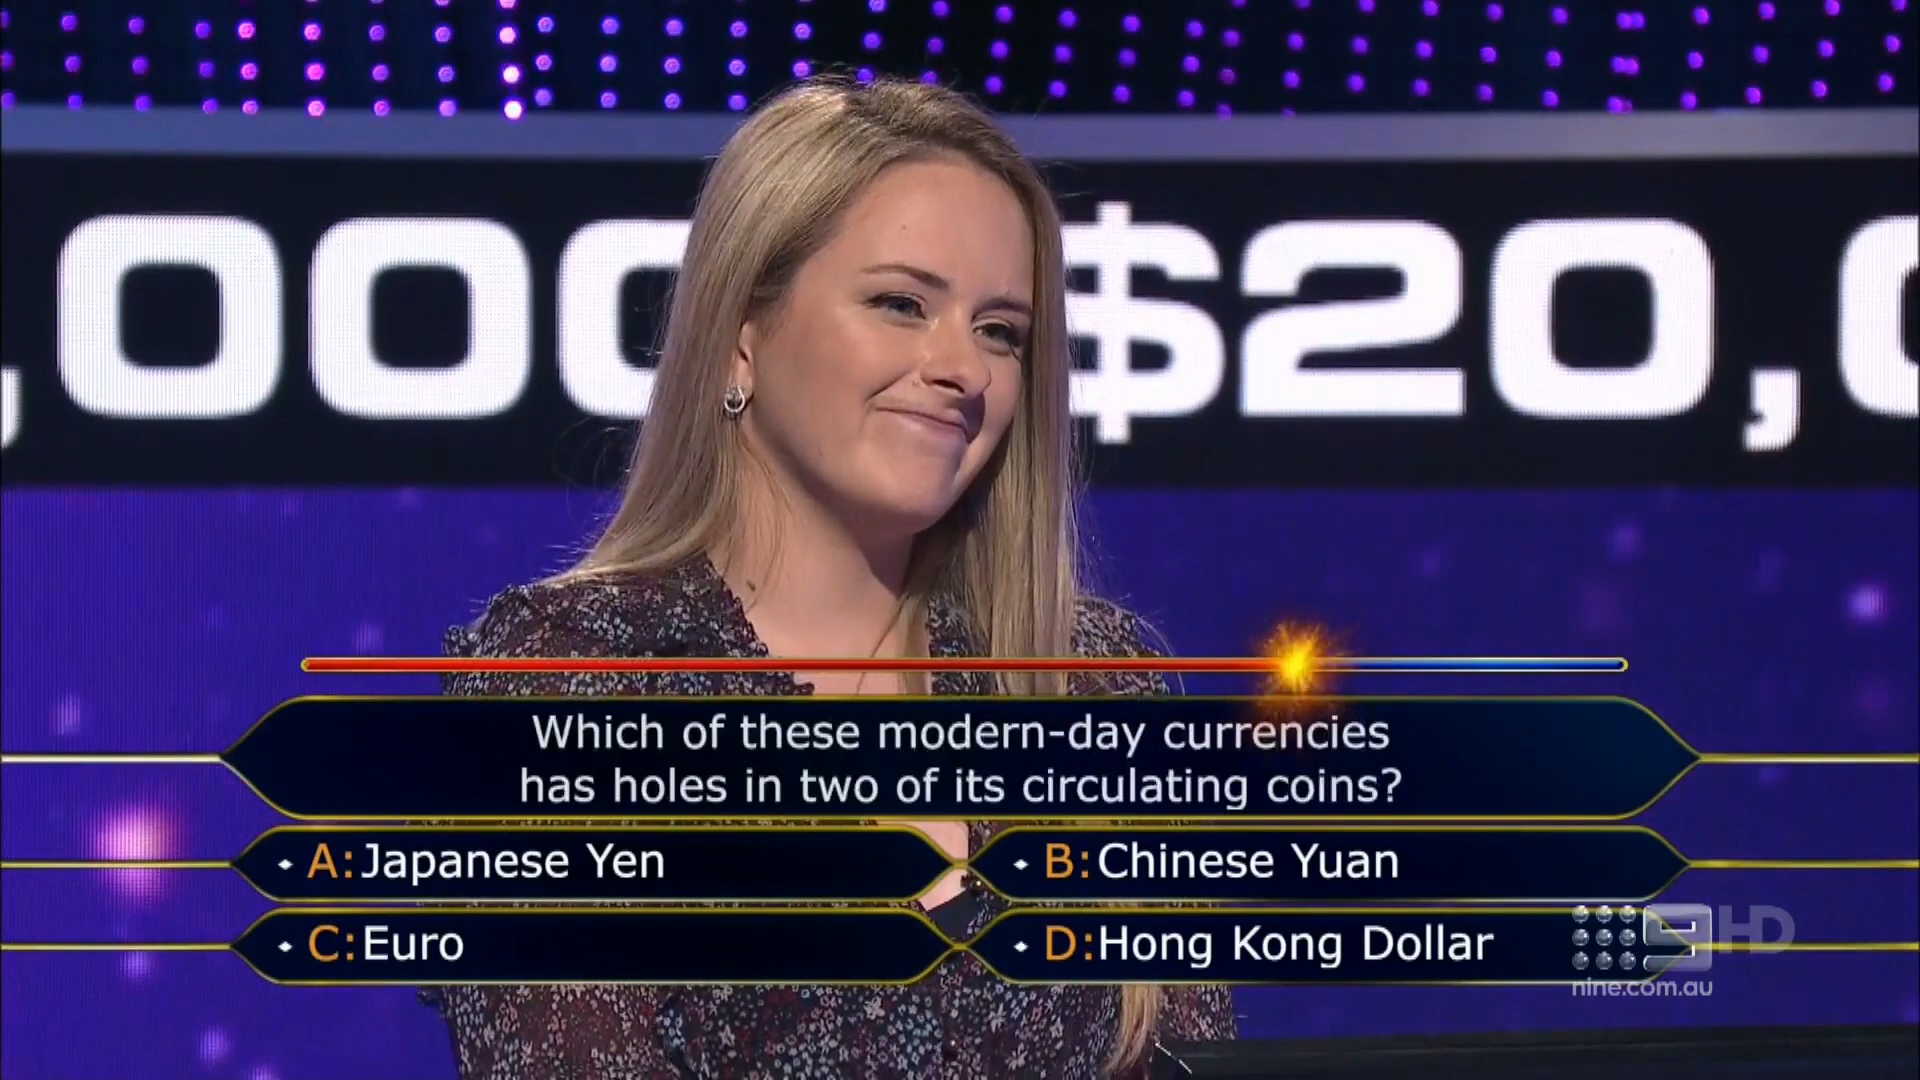 ,000 $20,0
Which of these modern-day currencies
has holes in two of its circulating coins?
A: Japanese Yen
B: Chinese Yuan
C: Euro
D: Hong Kong Dollar
9HD
nine.com.au